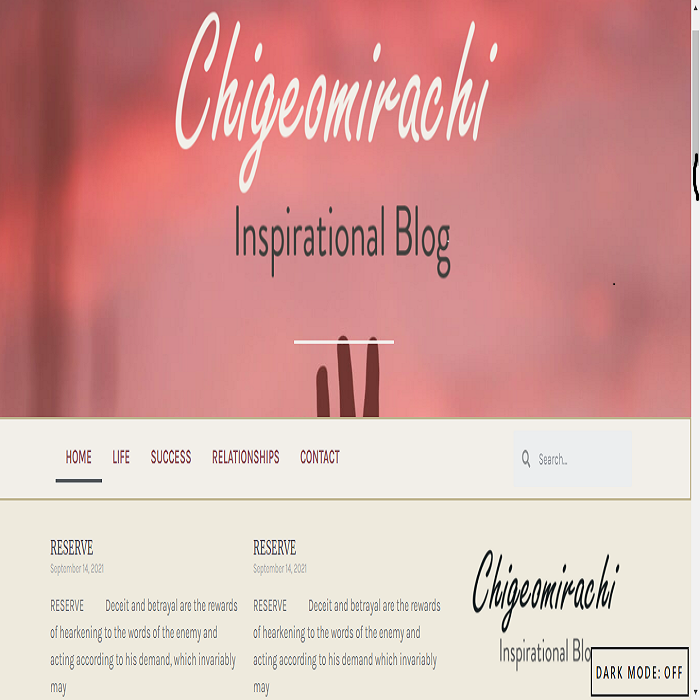 Chigeomirachi
Inspirational Blog
HOME LIFE SUCCESS RELATIONSHIPS CONTACT
Search...
RESERVE
September 14, 2021
RESERVE Deceit and betrayal are the rewards
of hearkening to the words of the enemy and
acting according to his demand, which invariably
may
RESERVE
September 14, 2021
RESERVE Deceit and betrayal are the rewards
of hearkening to the words of the enemy and
acting according to his demand which invariably
may
Chigeomirachi
Inspirational Blo
DARK MODE: OFF